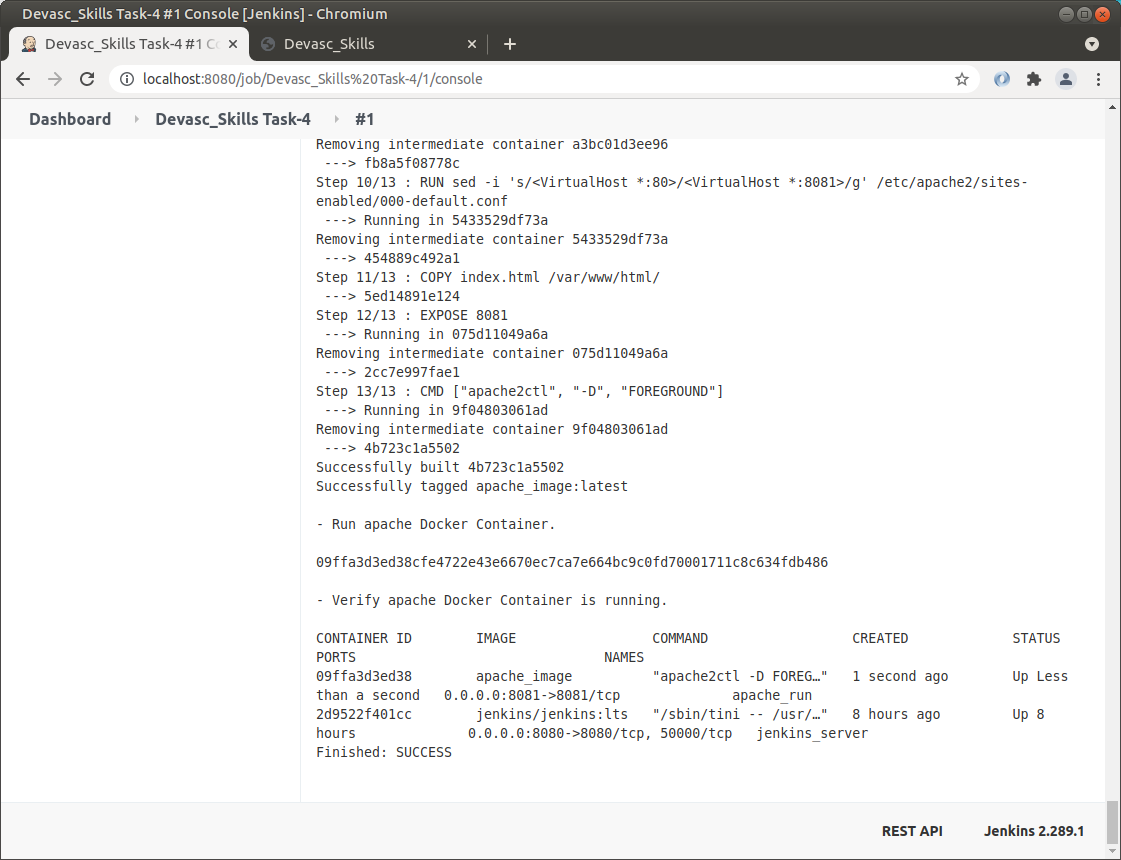 Devasc_Skills Task-4 #1 Console [Jenkins] - Chromium
Devasc_Skills Task-4 #1 Co
Devasc_Skills
localhost:8080/job/Devasc_Skills%20Task-4/1/console
Dashboard Devasc_Skills Task-4 #1
Removing intermediate container a3bc01d3ee96
---> fb8a5f08778c
Step 10/13 : RUN sed -i 's/<VirtualHost *:80>/<VirtualHost *:8081>/g' /etc/apache2/sites-
enabled/000-default.conf
---> Running in 5433529df73a
Removing intermediate container 5433529df73a
---> 454889c492a1
Step 11/13 : COPY index.html /var/www/html/
---> 5ed14891e124
Step 12/13 : EXPOSE 8081
---> Running in 075d11049a6a
Removing intermediate container 075d11049a6a
---> 2cc7e997fae1
Step 13/13 : CMD ["apache2ctl", "-D", "FOREGROUND"]
---> Running in 9f04803061ad
Removing intermediate container 9f04803061ad
---> 4b723c1a5502
Successfully built 4b723c1a5502
Successfully tagged apache_image:latest
- Run apache Docker Container.
09ffa3d3ed38cfe4722e43e6670ec7ca7e664bc9c0fd70001711c8c634fdb486
- Verify apache Docker Container is running.
CONTAINER ID IMAGE COMMAND CREATED STATUS
PORTS NAMES
09ffa3d3ed38 apache_image "apache2ctl -D FOREG…" 1 second ago Up Less
than a second 0.0.0.0:8081->8081/tcp apache_run
2d9522f401cc jenkins/jenkins:lts "/sbin/tini -- /usr/…" 8 hours ago Up 8
hours 0.0.0.0:8080->8080/tcp, 50000/tcp jenkins_server
Finished: SUCCESS
REST API Jenkins 2.289.1